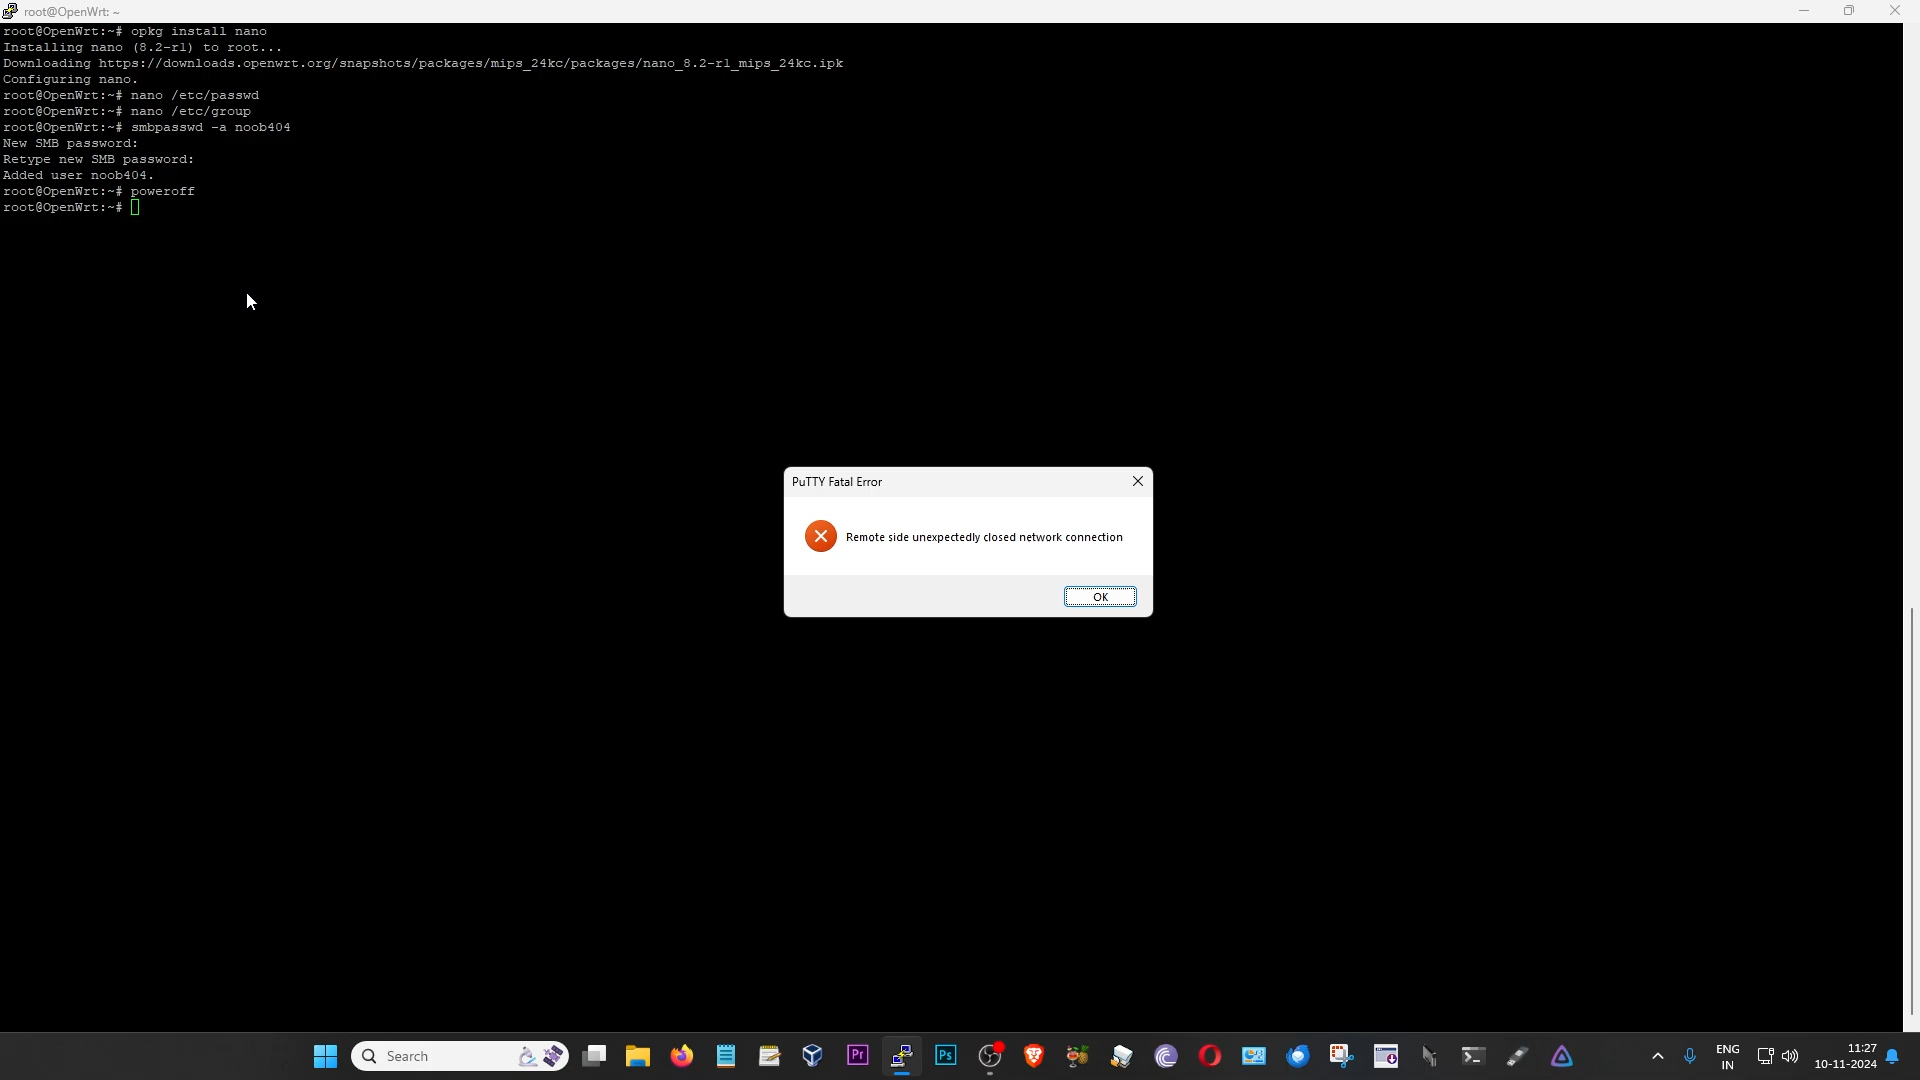 root@OpenWrt: ~
root@OpenWrt:~# opkg install nano
Installing nano (8.2-r1) to root...
Downloading https://downloads.openwrt.org/snapshots/packages/mips_24kc/packages/nano_8.2-r1_mips_24kc.ipk
Configuring nano.
root@OpenWrt:~# nano /etc/passwd
root@OpenWrt:~# nano /etc/group
root@OpenWrt:~# smbpasswd -a noob404
New SMB password:
Retype new SMB password:
Added user noob404.
root@OpenWrt:~# poweroff
root@OpenWrt:~#
PuTTY Fatal Error
Remote side unexpectedly closed network connection
OK
Search
Pr
Ps
ENG
IN
11:27
10-11-2024